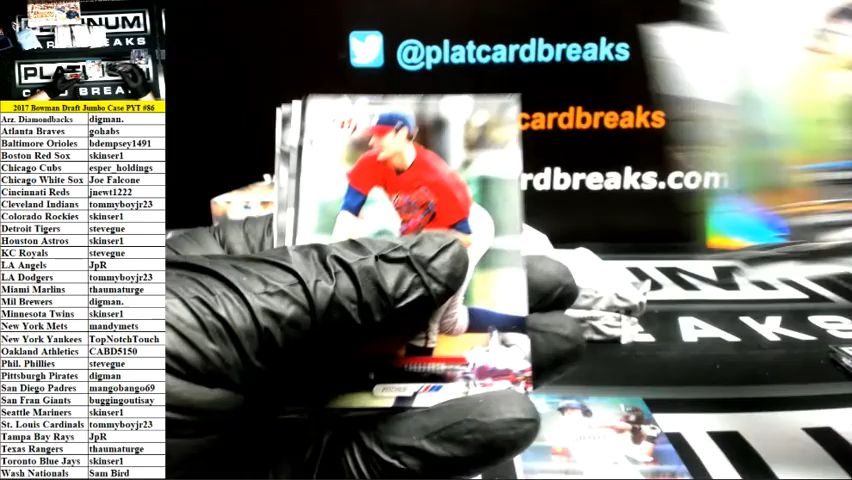 PLATINUM
CARD BREAKS
2017 Bowman Draft Jumbo Case PYT #86
Arz. Diamondbacks digman.
Atlanta Braves gohabs
Baltimore Orioles bdempsey1491
Boston Red Sox skinser1
Chicago Cubs esper_holdings
Chicago White Sox Joe Falcone
Cincinnati Reds jnewt1222
Cleveland Indians tommyboyjr23
Colorado Rockies skinser1
Detroit Tigers stevegue
Houston Astros skinser1
KC Royals stevegue
LA Angels JpR
LA Dodgers tommyboyjr23
Miami Marlins thaumaturge
Mil Brewers digman.
Minnesota Twins skinser1
New York Mets mandymets
New York Yankees TopNotchTouch
Oakland Athletics CABD5150
Phil. Phillies stevegue
Pittsburgh Pirates digman
San Diego Padres mangobango69
San Fran Giants buggingoutisay
Seattle Mariners skinser1
St. Louis Cardinals tommyboyjr23
Tampa Bay Rays JpR
Texas Rangers thaumaturge
Toronto Blue Jays skinser1
Wash Nationals Sam Bird
@platcardbreaks
cardbreaks
rdbreaks.com
UM
EAKS